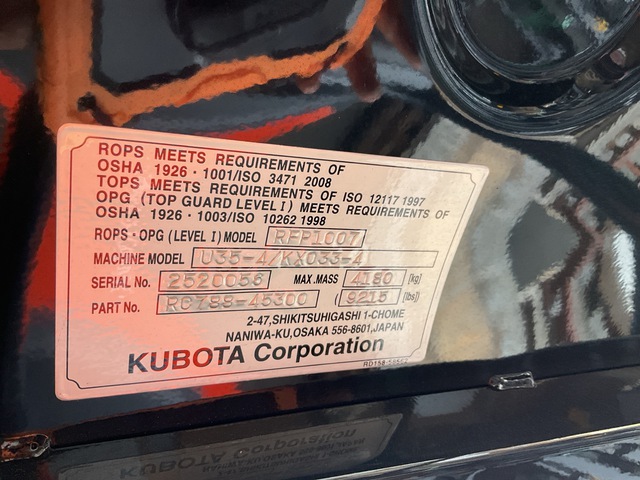 ROPS MEETS REQUIREMENTS OF
OSHA 1926・1001/ISO 3471 2008
TOPS MEETS REQUIREMENTS OF ISO 12117 1997
OPG (TOP GUARD LEVEL I) MEETS REQUIREMENTS OF
OSHA 1926・1003/ISO 10262 1998
ROPS・OPG (LEVEL I) MODEL RFP1007
MACHINE MODEL U35-4/KX033-4
SERIAL No. 2520056 MAX.MASS 4180 [kg]
PART No. RC788-45300 (9215 [lbs])
2-47,SHIKITSUHIGASHI 1-CHOME
NANIWA-KU,OSAKA 556-8601,JAPAN
KUBOTA Corporation